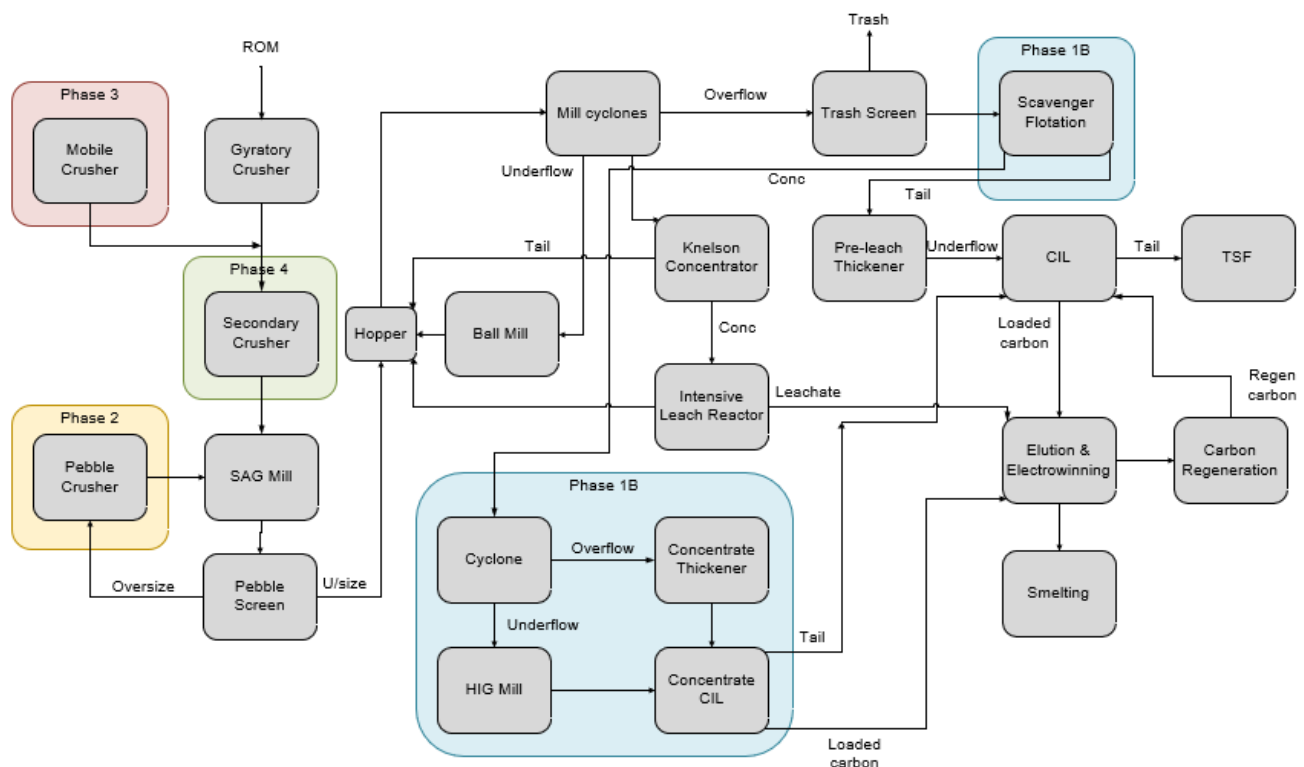 Trash
ROM
Phase 1B
Phase 3
Mill cyclones
Overflow
Trash Screen
Scavenger
Flotation
Mobile
Crusher
Gyratory
Crusher
Underflow
Conc
Tail
Phase 4
Tail
Knelson
Concentrator
Pre-leach
Thickener
Underflow
CIL
Tail
TSF
Secondary
Crusher
Hopper
Ball Mill
Conc
Loaded
carbon
Intensive
Leach Reactor
Leachate
Regen
carbon
Phase 2
Pebble
Crusher
SAG Mill
Elution &
Electrowinning
Carbon
Regeneration
Phase 1B
Cyclone
Overflow
Concentrate
Thickener
Oversize
Pebble
Screen
U/size
Smelting
Underflow
Tail
HIG Mill
Concentrate
CIL
Loaded
carbon